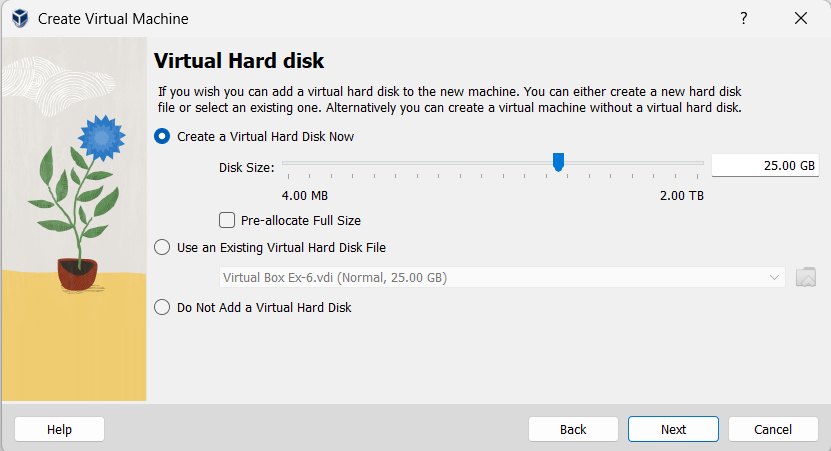 Create Virtual Machine
?
Virtual Hard disk
If you wish you can add a virtual hard disk to the new machine. You can either create a new hard disk
file or select an existing one. Alternatively you can create a virtual machine without a virtual hard disk.
Create a Virtual Hard Disk Now
Disk Size: 25.00 GB
4.00 MB 2.00 TB
Pre-allocate Full Size
Use an Existing Virtual Hard Disk File
Virtual Box Ex-6.vdi (Normal, 25.00 GB)
Do Not Add a Virtual Hard Disk
Help Back Next Cancel